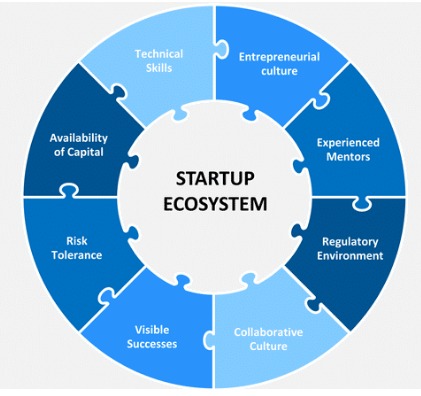 Technical
Skills
Entrepreneurial
culture
Availability
of Capital
Experienced
Mentors
STARTUP
ECOSYSTEM
Risk
Tolerance
Regulatory
Environment
Visible
Successes
Collaborative
Culture